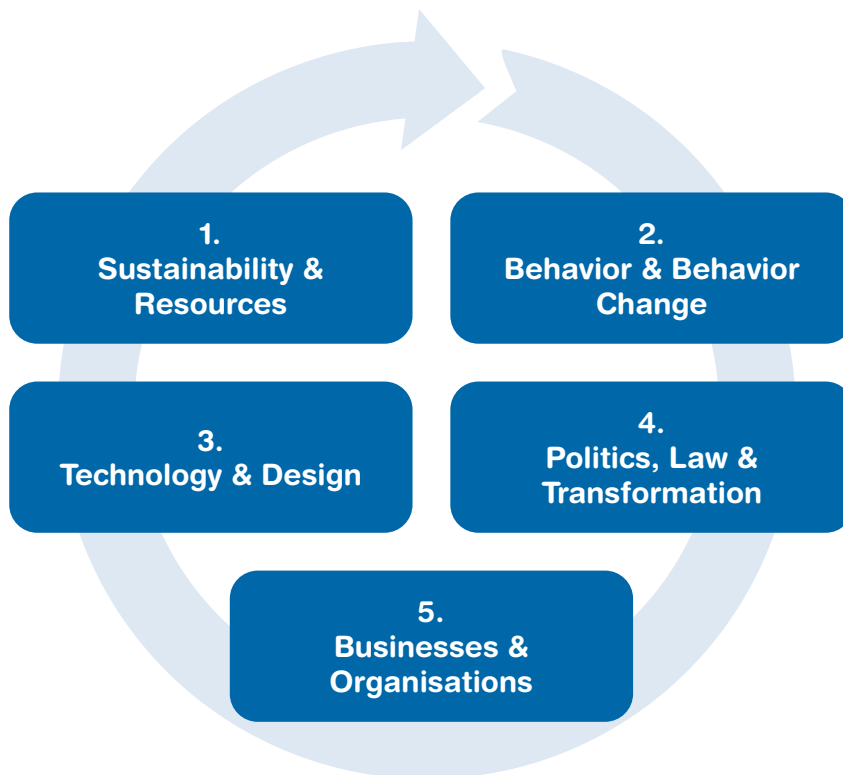 1.
Sustainability &
Resources
2.
Behavior & Behavior
Change
3.
Technology & Design
4.
Politics, Law &
Transformation
5.
Businesses &
Organisations